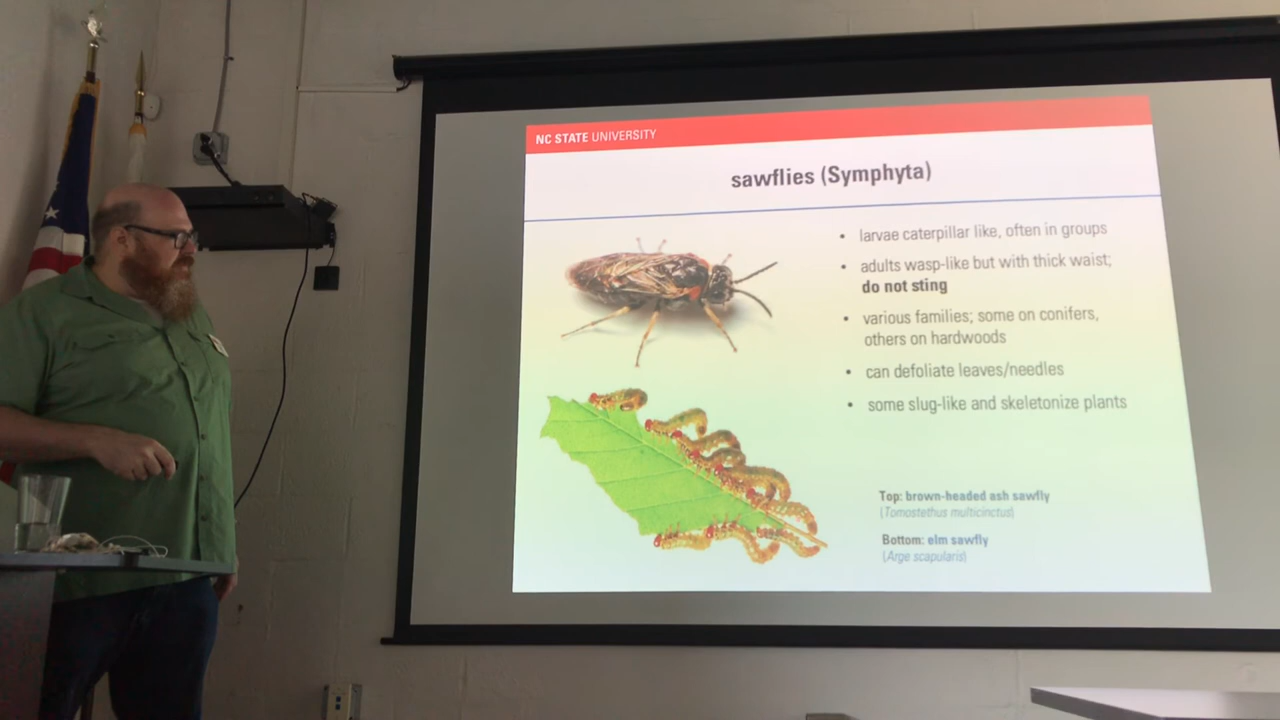 NC STATE UNIVERSITY
sawflies (Symphyta)
• larvae caterpillar like, often in groups
• adults wasp-like but with thick waist;
do not sting
• various families; some on conifers,
others on hardwoods
• can defoliate leaves/needles
• some slug-like and skeletonize plants
Top: brown-headed ash sawfly
(Tomostethus multicinctus)
Bottom: elm sawfly
(Arge scapularis)